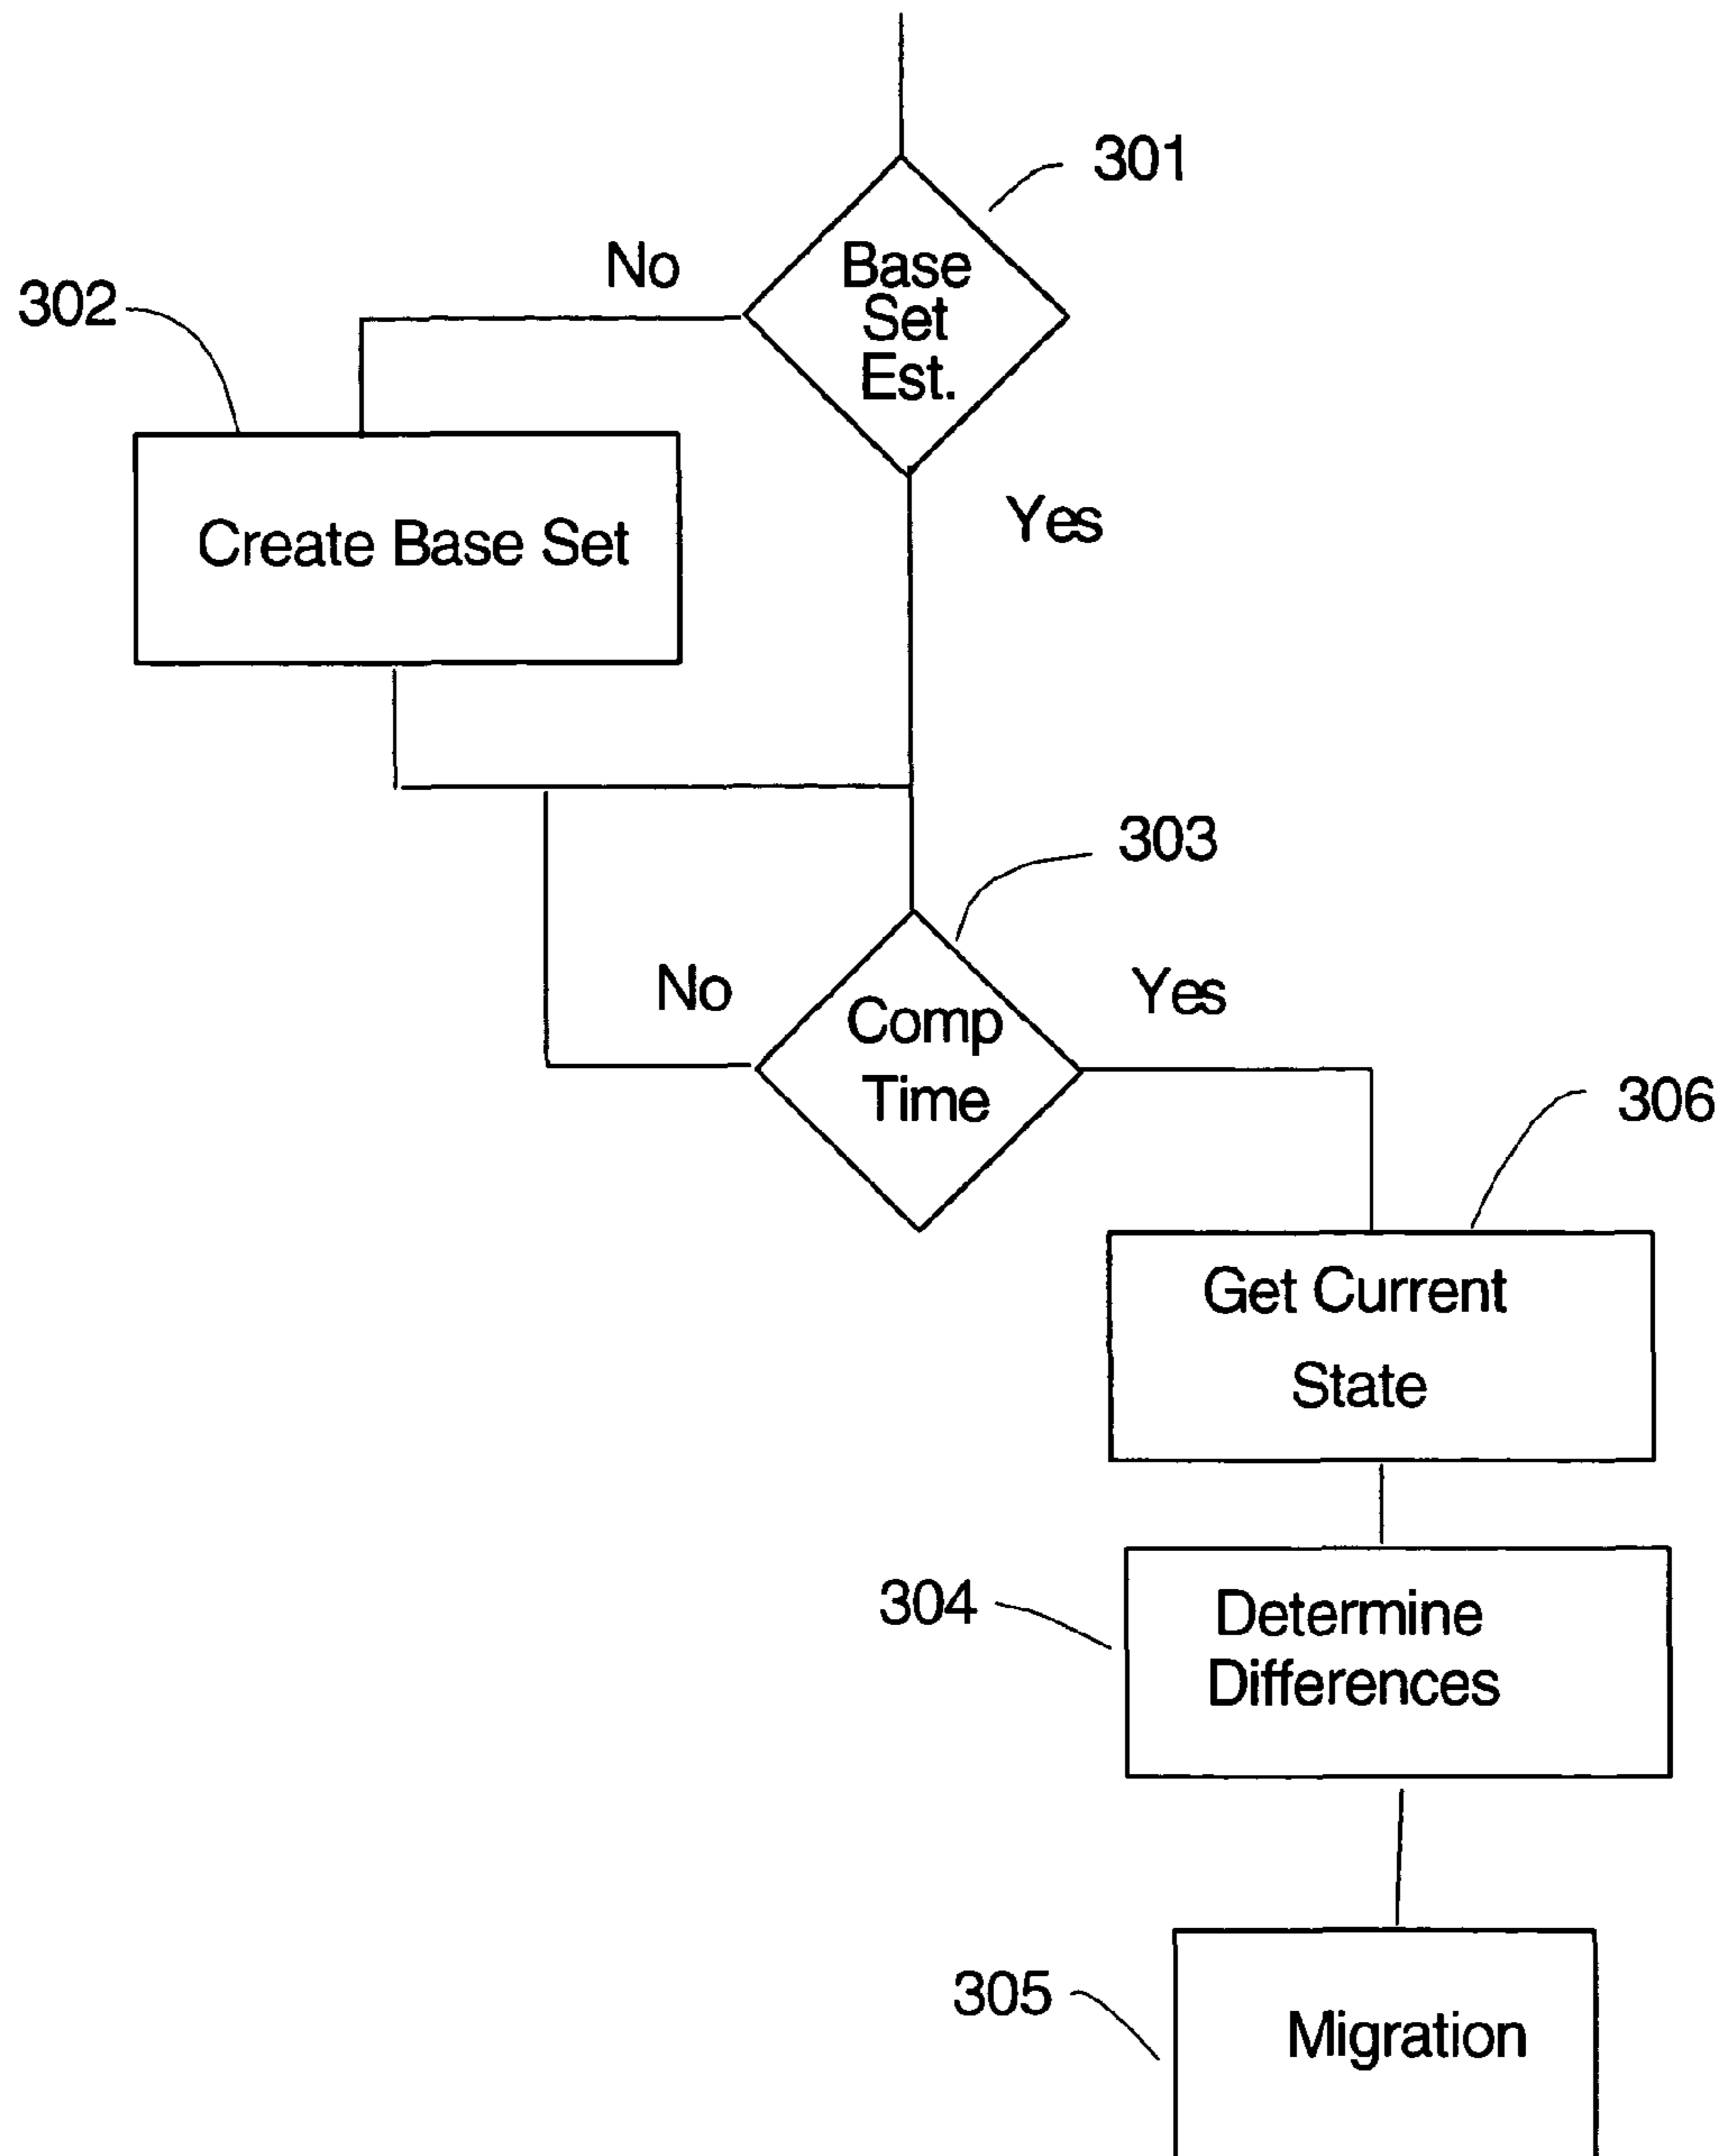 301
No
Base
Set
Est.
302
Yes
Create Base Set
303
No
Yes
Comp
Time
306
Get Current
State
304
Determine
Differences
305
Migration